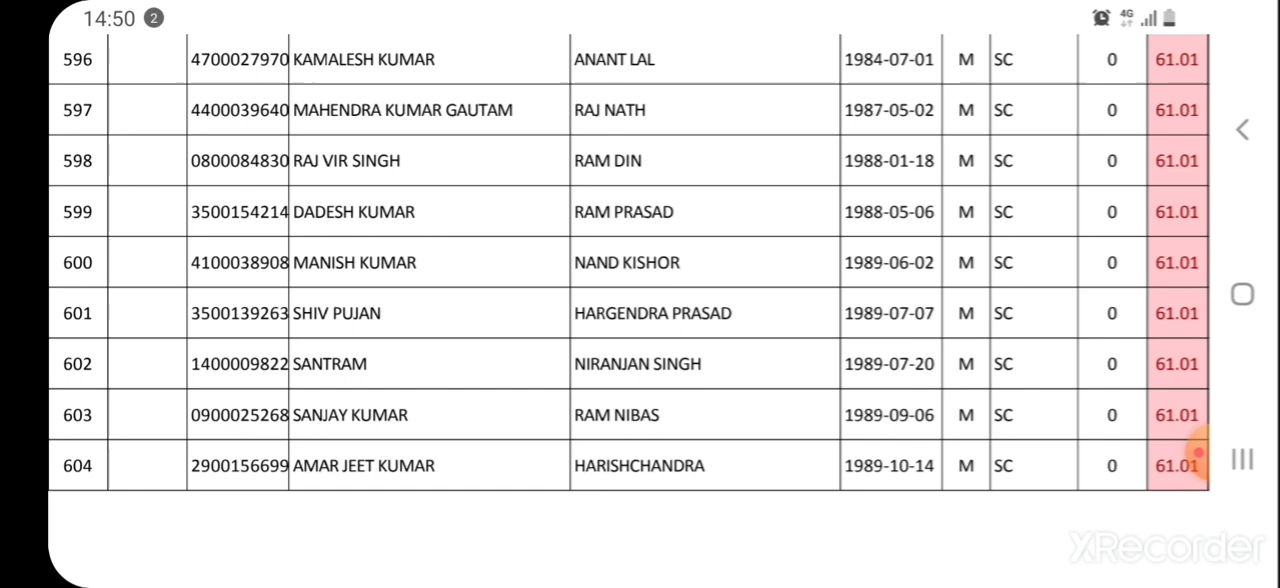 14:50 2 4G
596 4700027970 KAMALESH KUMAR ANANT LAL 1984-07-01 M SC 0 61.01
597 4400039640 MAHENDRA KUMAR GAUTAM RAJ NATH 1987-05-02 M SC 0 61.01
598 0800084830 RAJ VIR SINGH RAM DIN 1988-01-18 M SC 0 61.01
599 3500154214 DADESH KUMAR RAM PRASAD 1988-05-06 M SC 0 61.01
600 4100038908 MANISH KUMAR NAND KISHOR 1989-06-02 M SC 0 61.01
601 3500139263 SHIV PUJAN HARGENDRA PRASAD 1989-07-07 M SC 0 61.01
602 1400009822 SANTRAM NIRANJAN SINGH 1989-07-20 M SC 0 61.01
603 0900025268 SANJAY KUMAR RAM NIBAS 1989-09-06 M SC 0 61.01
604 2900156699 AMAR JEET KUMAR HARISHCHANDRA 1989-10-14 M SC 0 61.01
XRecorder